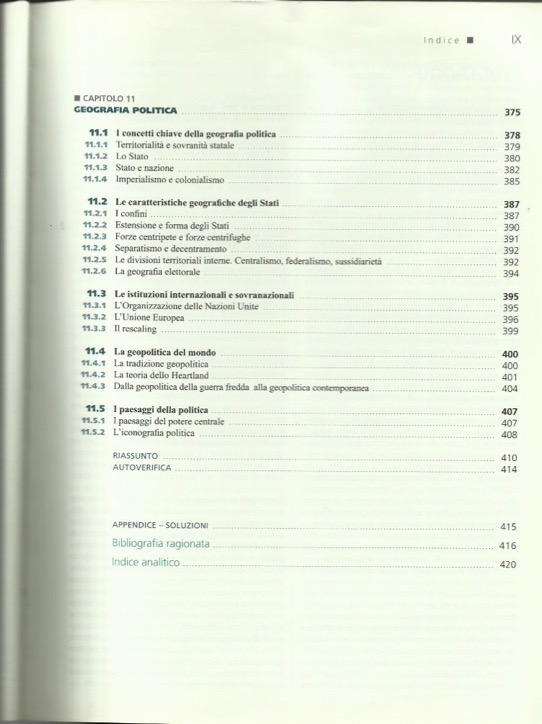 Indice ■ IX
■ CAPITOLO 11
GEOGRAFIA POLITICA 375
11.1 I concetti chiave della geografia politica 378
11.1.1 Territorialità e sovranità statale 379
11.1.2 Lo Stato 380
11.1.3 Stato e nazione 382
11.1.4 Imperialismo e colonialismo 385
11.2 Le caratteristiche geografiche degli Stati 387
11.2.1 I confini 387
11.2.2 Estensione e forma degli Stati 390
11.2.3 Forze centripete e forze centrifughe 391
11.2.4 Separatismo e decentramento 392
11.2.5 Le divisioni territoriali interne. Centralismo, federalismo, sussidiarietà 392
11.2.6 La geografia elettorale 394
11.3 Le istituzioni internazionali e sovranazionali 395
11.3.1 L'Organizzazione delle Nazioni Unite 395
11.3.2 L'Unione Europea 396
11.3.3 Il rescaling 399
11.4 La geopolitica del mondo 400
11.4.1 La tradizione geopolitica 400
11.4.2 La teoria dello Heartland 401
11.4.3 Dalla geopolitica della guerra fredda alla geopolitica contemporanea 404
11.5 I paesaggi della politica 407
11.5.1 I paesaggi del potere centrale 407
11.5.2 L'iconografia politica 408
RIASSUNTO 410
AUTOVERIFICA 414
APPENDICE – SOLUZIONI 415
Bibliografia ragionata 416
Indice analitico 420